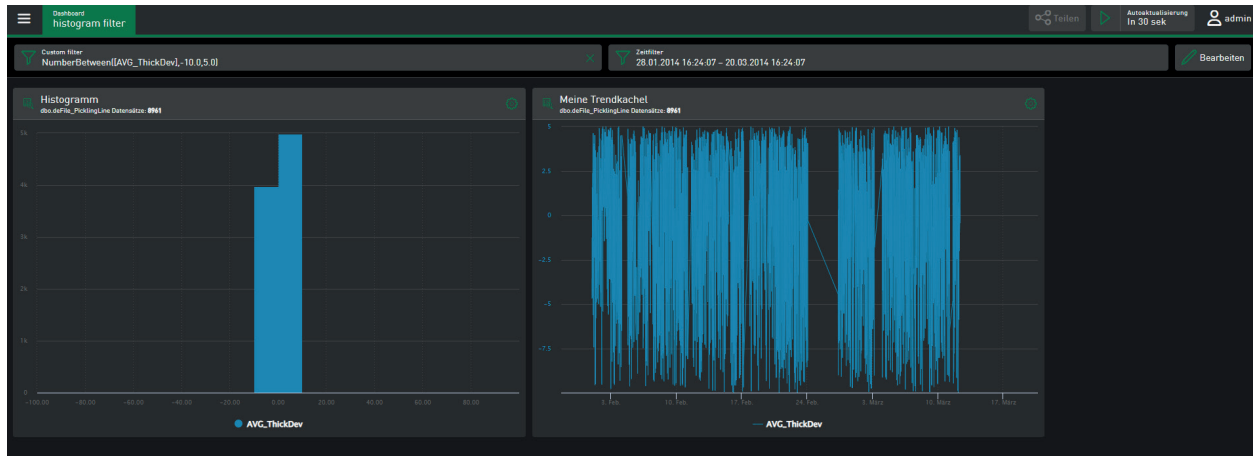 Dashboard
histogram filter
Teilen
Autoaktualisierung
In 30 sek
admin
Custom filter
NumberBetween([AVG_ThickDev],-10.0,5.0)
Zeitfilter
28.01.2014 16:24:07 – 20.03.2014 16:24:07
Bearbeiten
Histogramm
dbo.deFile_PicklingLine Datensätze: 8961
5k
4k
3k
2k
1k
0
-100.00 -80.00 -60.00 -40.00 -20.00 0.00 20.00 40.00 60.00 80.00
AVG_ThickDev
Meine Trendkachel
dbo.deFile_PicklingLine Datensätze: 8961
5
2.5
0
-2.5
-5
-7.5
3. Feb. 10. Feb. 17. Feb. 24. Feb. 3. März 10. März 17. März
AVG_ThickDev